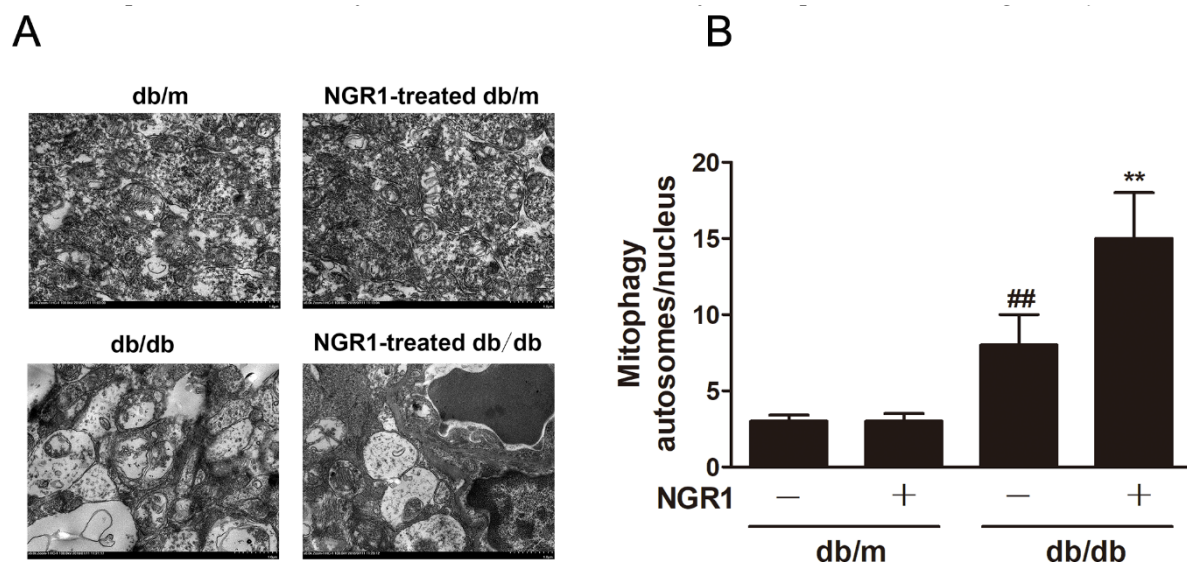 A
B
db/m
NGR1-treated db/m
db/db
NGR1-treated db/db
Mitophagy
autosomes/nucleus
20
15
10
5
0
##
**
NGR1 — + — +
db/m db/db